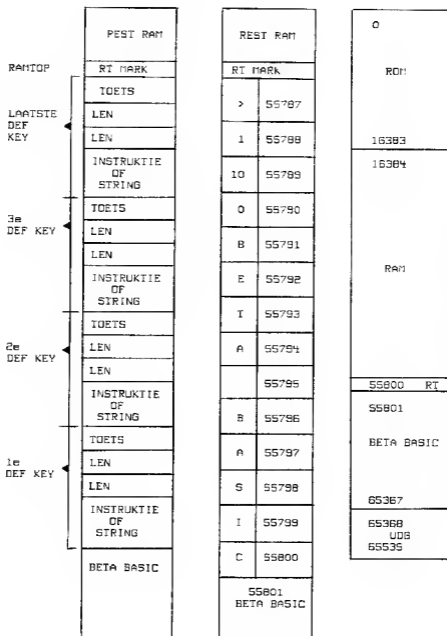 REST RAM
RAMTOP
RT MARK
TOETS
LAATSTE
DEF
KEY
LEN
LEN
INSTRUKTIE
OF
STRING
TOETS
3e
DEF KEY
LEN
LEN
INSTRUKTIE
OF
STRING
TOETS
2e
DEF KEY
LEN
LEN
INSTRUKTIE
OF
STRING
TOETS
1e
DEF KEY
LEN
LEN
INSTRUKTIE
OF
STRING
BETA BASIC
REST RAM
RT MARK
> 55787
1 55788
10 55789
0 55790
B 55791
E 55792
T 55793
A 55794
55795
B 55796
A 55797
S 55798
I 55799
C 55800
55801
BETA BASIC
0
ROM
16383
16384
RAM
55800 RT
55801
BETA BASIC
65367
65368
UDG
65535